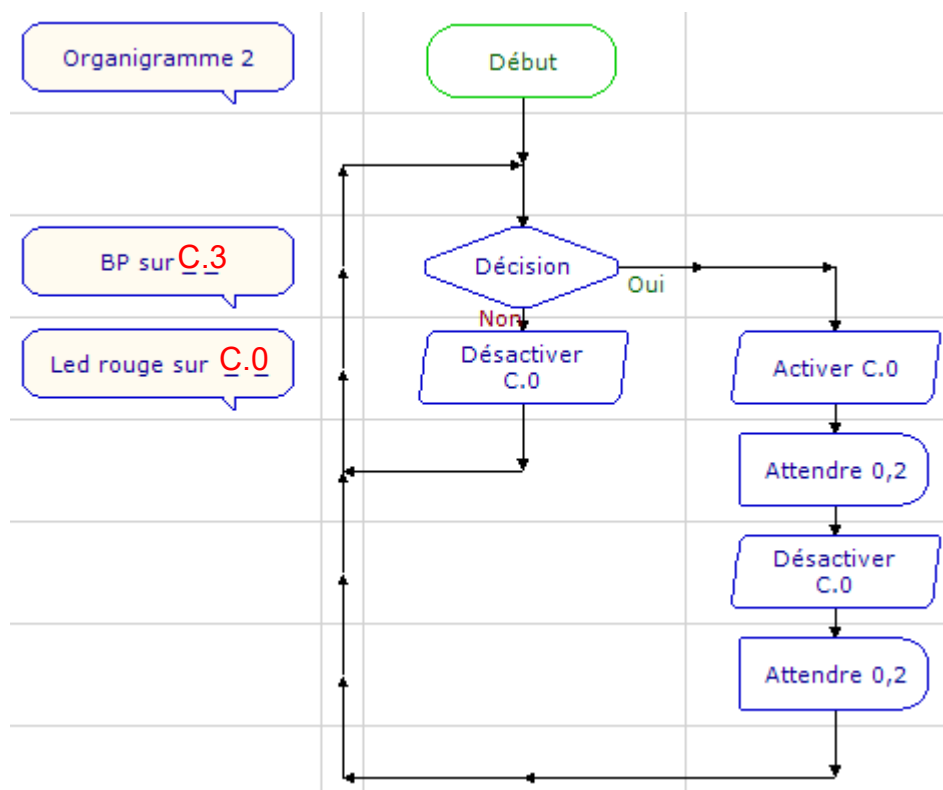 Organigramme 2
Début
BP sur C.3
Décision
Oui
Non
Led rouge sur C.0
Désactiver
C.0
Activer C.0
Attendre 0,2
Désactiver
C.0
Attendre 0,2